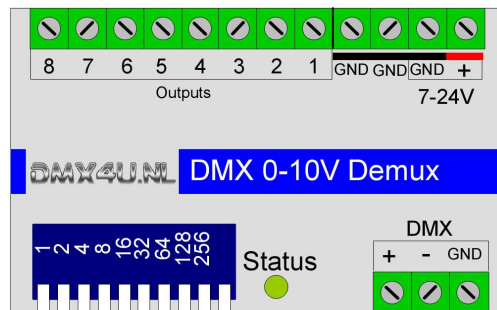 8 7 6 5 4 3 2 1 GND GND GND +
Outputs
7-24V
DMX4U.NL DMX 0-10V Demux
1 2 4 8 16 32 64 128 256
Status
DMX
+ - GND